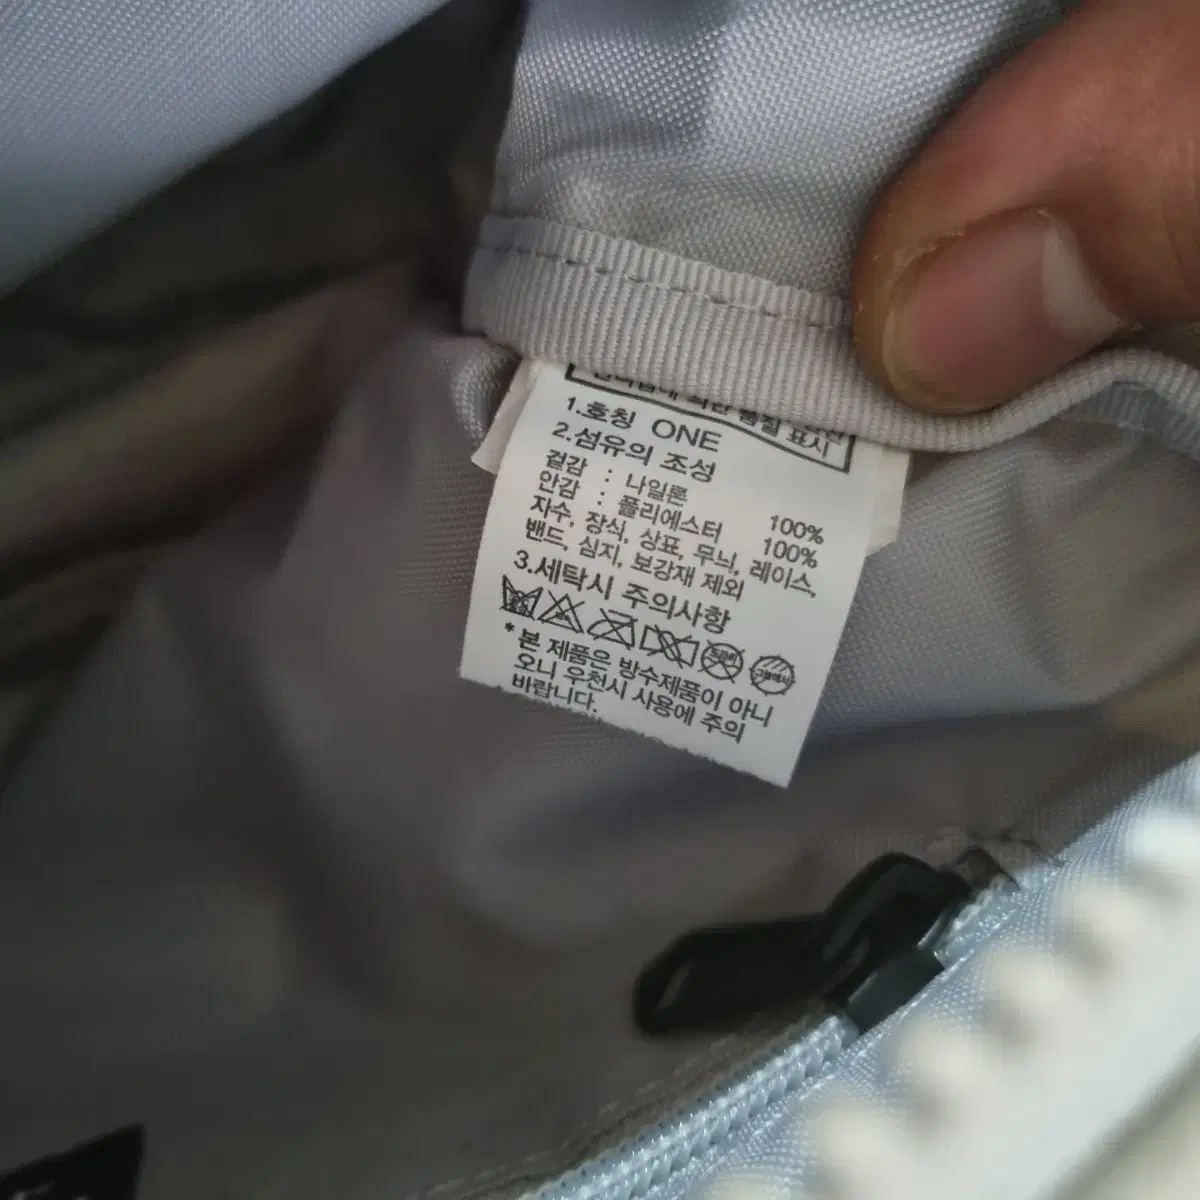 품질 표시
1.호칭 ONE
2.섬유의 조성
겉감 : 나일론 100%
안감 : 폴리에스터 100%
자수, 장식, 상표, 무늬, 레이스,
밴드, 심지, 보강재 제외
3.세탁시 주의사항
* 본 제품은 방수제품이 아니
오니 우천시 사용에 주의
바랍니다.